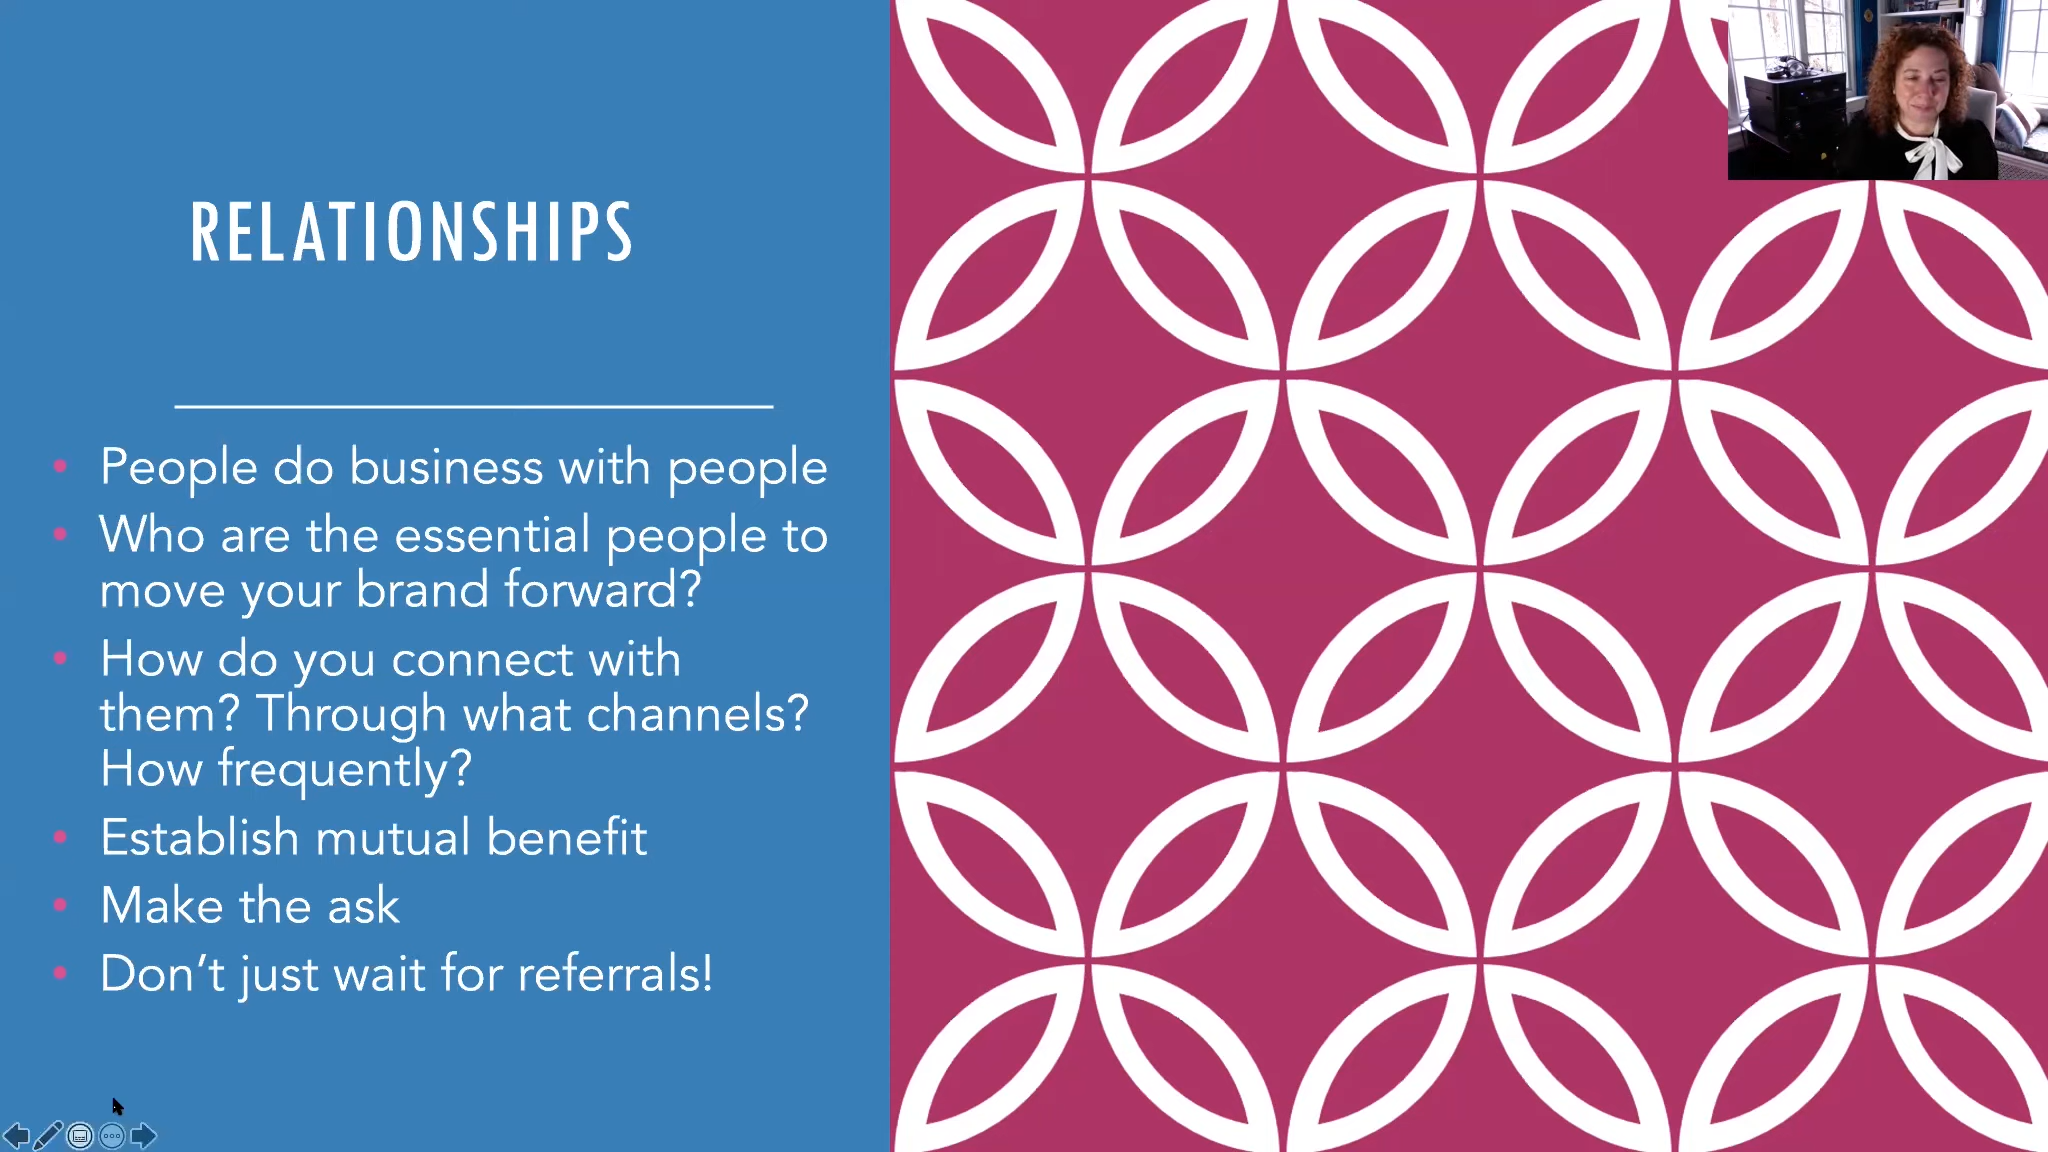 RELATIONSHIPS
• People do business with people
• Who are the essential people to
move your brand forward?
• How do you connect with
them? Through what channels?
How frequently?
• Establish mutual benefit
• Make the ask
• Don’t just wait for referrals!